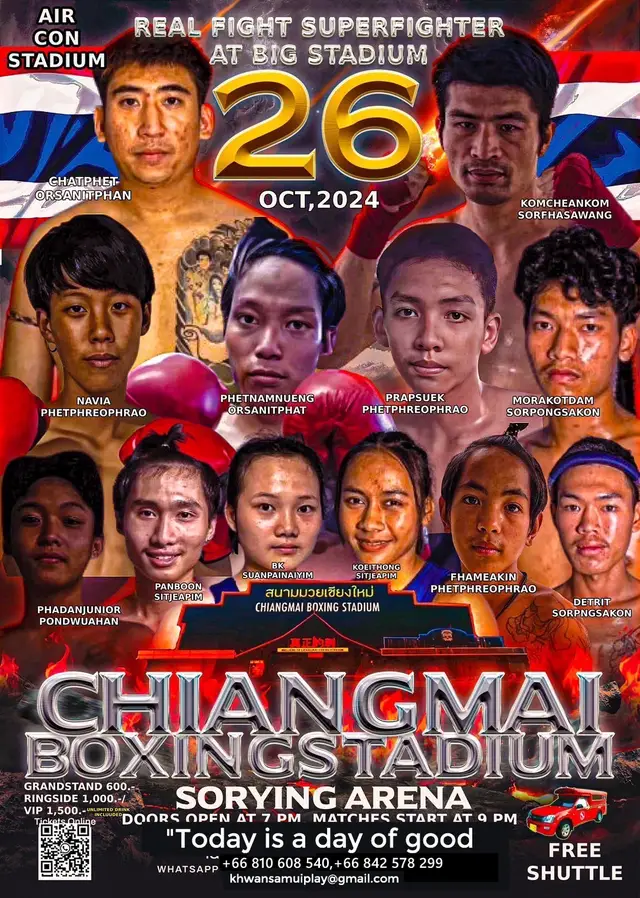 AIR
CON
STADIUM
REAL FIGHT SUPERFIGHTER
AT BIG STADIUM
26
OCT,2024
CHATPHET
ORSANITPHAN
KOMCHEANKOM
SORFHASAWANG
NAVIA
PHETPHREOPHRAO
PHETNAMNUENG
ORSANITPHAT
PRAPSUEK
PHETPHREOPHRAO
MORAKOTDAM
SORPONGSAKON
PHADANJUNIOR
PONDWUAHAN
PANBOON
SITJEAPIM
BK
SUANPAINAIYIM
KOEITHONG
SITJEAPIM
FHAMEAKIN
PHETPHREOPHRAO
DETRIT
SORPNGSAKON
สนามมวยเชียงใหม่
CHIANGMAI BOXING STADIUM
CHIANGMAI
BOXINGSTADIUM
GRANDSTAND 600.-
RINGSIDE 1,000.-/
VIP 1,500.- UNLIMITED DRINK
INCLUUDED
Tickets Online
SORYING ARENA
DOORS OPEN AT 7 PM, MATCHES START AT 9 PM
"Today is a day of good
WHATSAPP +66 810 608 540,+66 842 578 299
khwansamuiplay@gmail.com
FREE
SHUTTLE